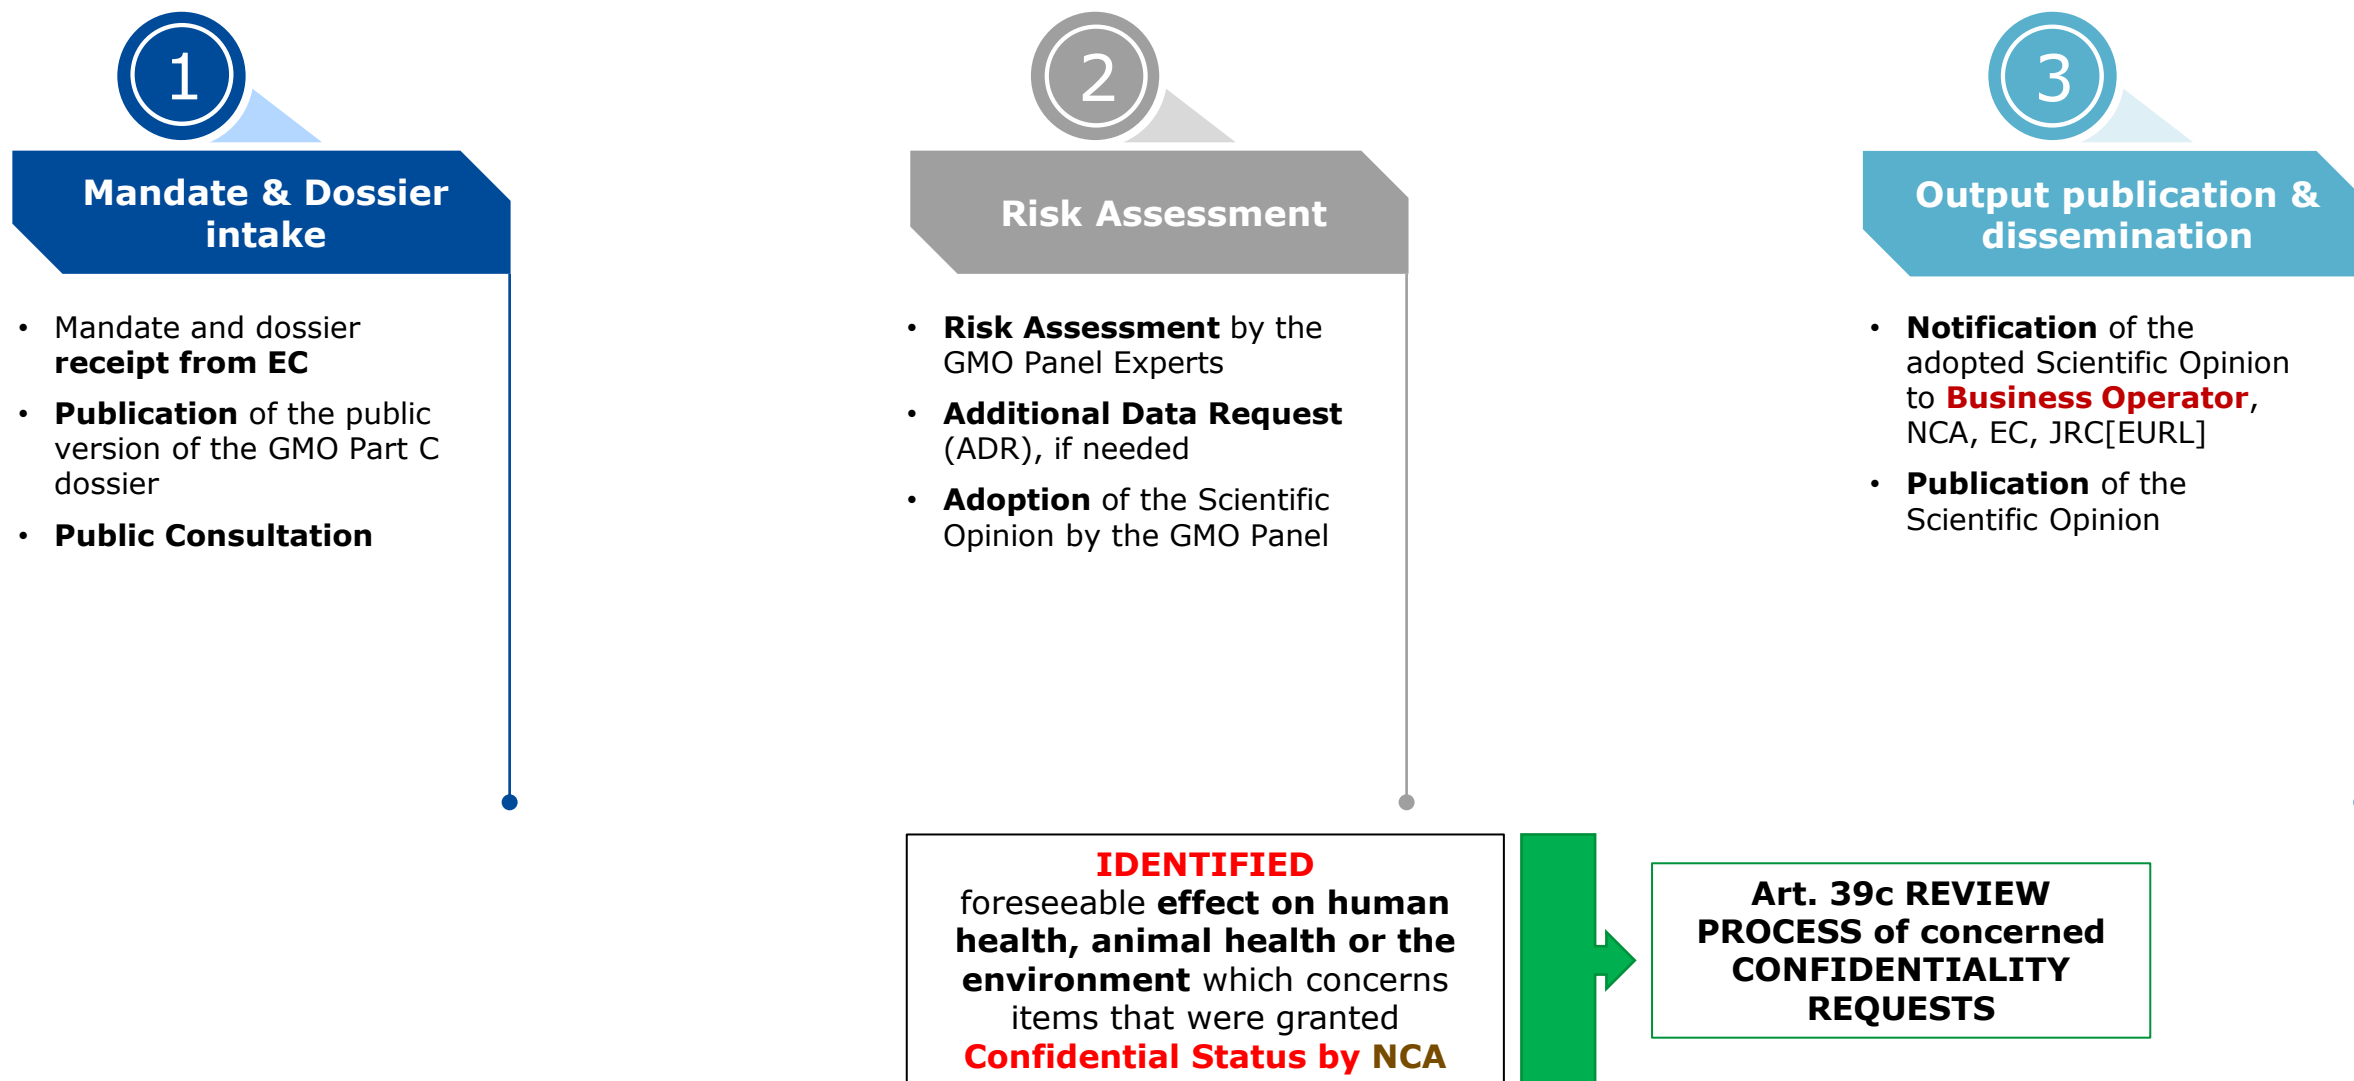 1
Mandate & Dossier
intake
• Mandate and dossier
receipt from EC
• Publication of the public
version of the GMO Part C
dossier
• Public Consultation
2
Risk Assessment
• Risk Assessment by the
GMO Panel Experts
• Additional Data Request
(ADR), if needed
• Adoption of the Scientific
Opinion by the GMO Panel
3
Output publication &
dissemination
• Notification of the
adopted Scientific Opinion
to Business Operator,
NCA, EC, JRC[EURL]
• Publication of the
Scientific Opinion
IDENTIFIED
foreseeable effect on human
health, animal health or the
environment which concerns
items that were granted
Confidential Status by NCA
Art. 39c REVIEW
PROCESS of concerned
CONFIDENTIALITY
REQUESTS